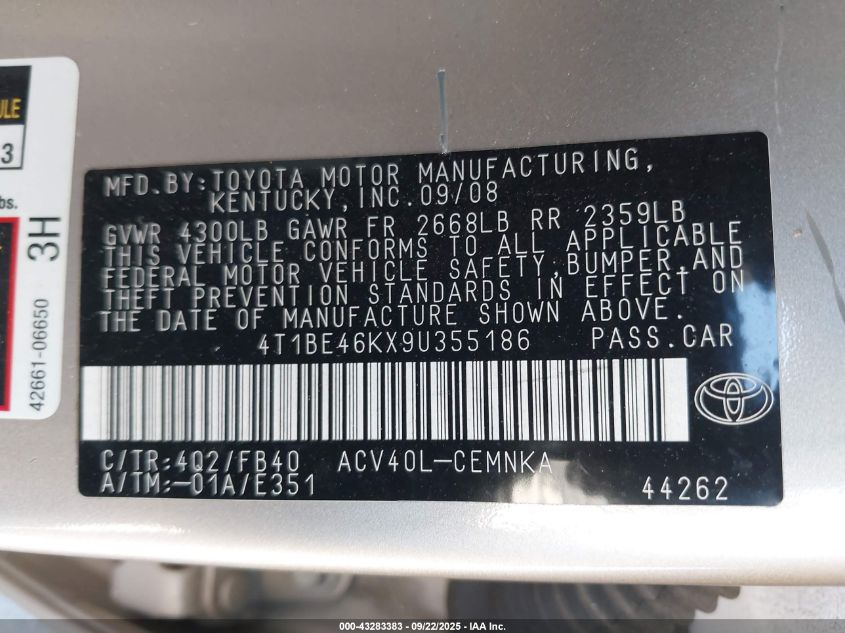 ULE
3
bs.
3H
42661-06650
MFD.BY:TOYOTA MOTOR MANUFACTURING,
KENTUCKY,INC.09/08
GVWR 4300LB GAWR FR 2668LB RR 2359LB
THIS VEHICLE CONFORMS TO ALL APPLICABLE
FEDERAL MOTOR VEHICLE SAFETY,BUMPER,AND
THEFT PREVENTION STANDARDS IN EFFECT ON
THE DATE OF MANUFACTURE SHOWN ABOVE.
4T1BE46KX9U355186 PASS.CAR
C/TR:4Q2/FB40 ACV40L-CEMNKA
A/TM:-01A/E351 44262
000-43283383 - 09/22/2025 - IAA Inc.